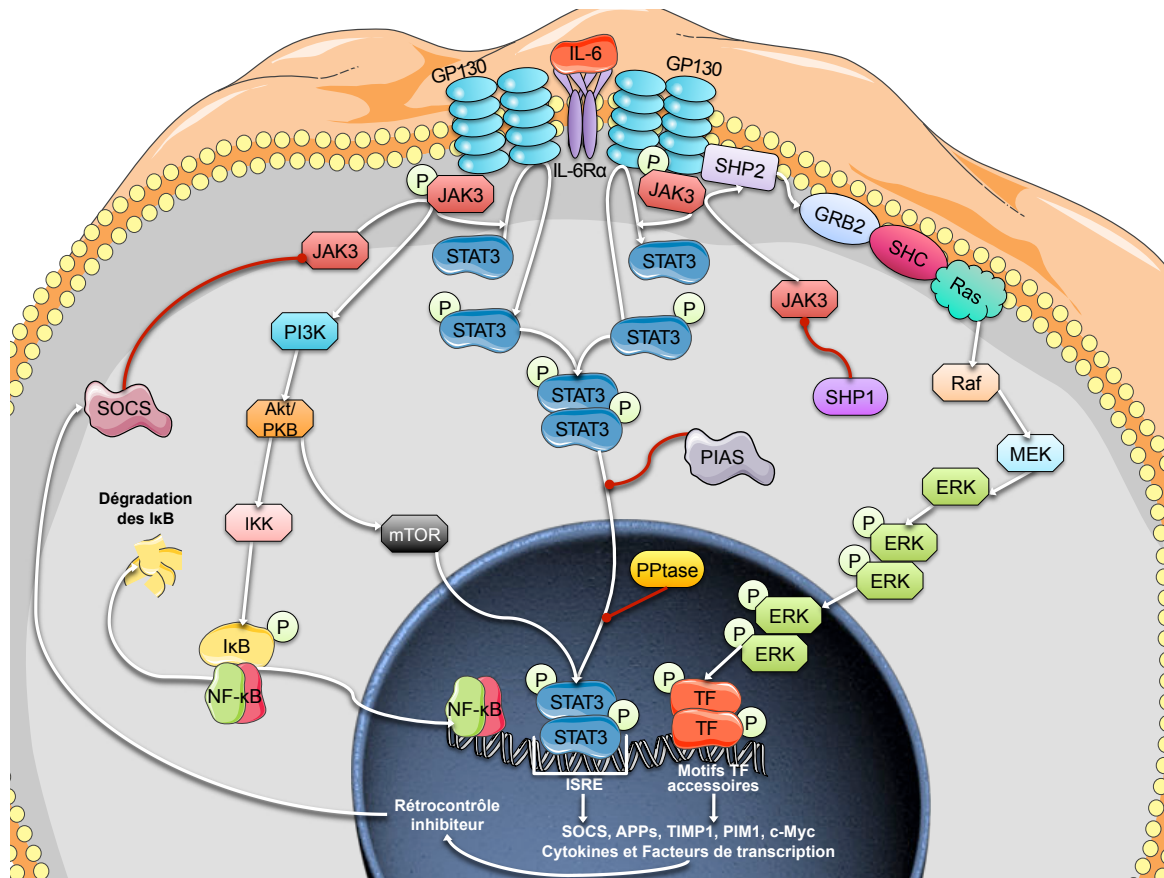 IL-6
GP130
GP130
IL-6Rα
P
P
SHP2
JAK3
JAK3
GRB2
SHC
Ras
JAK3
STAT3
STAT3
JAK3
P
STAT3
P
STAT3
PI3K
Raf
P
STAT3
P
STAT3
SHP1
SOCS
Akt/
PKB
PIAS
MEK
ERK
Dégradation
des IκB
IKK
mTOR
P
ERK
P
ERK
PPtase
P
ERK
P
ERK
P
IκB
NF-κB
NF-κB
P
STAT3
P
STAT3
P
TF
P
TF
ISRE
Motifs TF
accessoires
Rétrocontrôle
inhibiteur
SOCS, APPs, TIMP1, PIM1, c-Myc
Cytokines et Facteurs de transcription